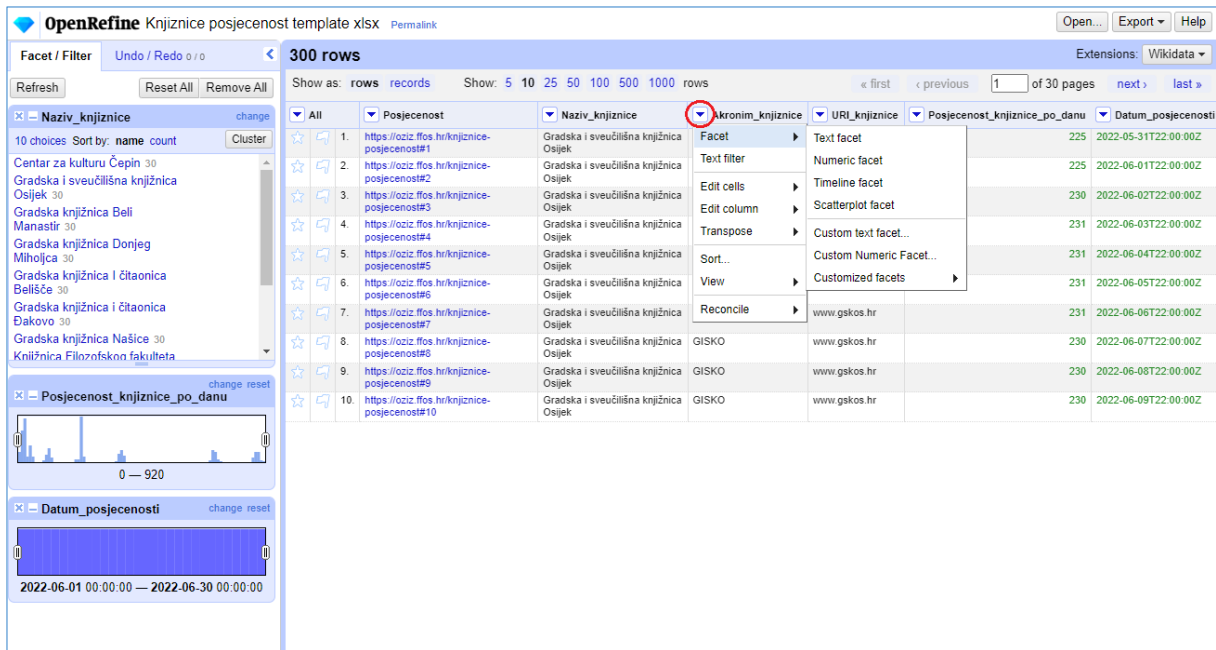 OpenRefine Knjiznice posjecenost template xlsx Permalink
Open... Export Help
Facet / Filter Undo / Redo 0 / 0
300 rows
Extensions: Wikidata
Refresh Reset All Remove All
Show as: rows records Show: 5 10 25 50 100 500 1000 rows
« first ‹ previous 1 of 30 pages next › last »
Naziv_knjiznice change
10 choices Sort by: name count Cluster
Centar za kulturu Čepin 30
Gradska i sveučilišna knjižnica
Osijek 30
Gradska knjižnica Beli
Manastir 30
Gradska knjižnica Donjeg
Miholjca 30
Gradska knjižnica I čitaonica
Belišče 30
Gradska knjižnica i čitaonica
Đakovo 30
Gradska knjižnica Našice 30
Knjižnica Filozofskog fakulteta
change reset
Posjecenost_knjiznice_po_danu
0 — 920
Datum_posjecenosti change reset
2022-06-01 00:00:00 — 2022-06-30 00:00:00
All Posjecenost Naziv_knjiznice Akronim_knjiznice URI_knjiznice Posjecenost_knjiznice_po_danu Datum_posjecenosti
1. https://oziz.ffos.hr/knjiznice-
posjecenost#1
Gradska i sveučilišna knjižnica
Osijek
225 2022-05-31T22:00:00Z
2. https://oziz.ffos.hr/knjiznice-
posjecenost#2
Gradska i sveučilišna knjižnica
Osijek
225 2022-06-01T22:00:00Z
3. https://oziz.ffos.hr/knjiznice-
posjecenost#3
Gradska i sveučilišna knjižnica
Osijek
230 2022-06-02T22:00:00Z
4. https://oziz.ffos.hr/knjiznice-
posjecenost#4
Gradska i sveučilišna knjižnica
Osijek
231 2022-06-03T22:00:00Z
5. https://oziz.ffos.hr/knjiznice-
posjecenost#5
Gradska i sveučilišna knjižnica
Osijek
231 2022-06-04T22:00:00Z
6. https://oziz.ffos.hr/knjiznice-
posjecenost#6
Gradska i sveučilišna knjižnica
Osijek
231 2022-06-05T22:00:00Z
7. https://oziz.ffos.hr/knjiznice-
posjecenost#7
Gradska i sveučilišna knjižnica
Osijek
www.gskos.hr 231 2022-06-06T22:00:00Z
8. https://oziz.ffos.hr/knjiznice-
posjecenost#8
Gradska i sveučilišna knjižnica
Osijek
GISKO www.gskos.hr 230 2022-06-07T22:00:00Z
9. https://oziz.ffos.hr/knjiznice-
posjecenost#9
Gradska i sveučilišna knjižnica
Osijek
GISKO www.gskos.hr 230 2022-06-08T22:00:00Z
10. https://oziz.ffos.hr/knjiznice-
posjecenost#10
Gradska i sveučilišna knjižnica
Osijek
GISKO www.gskos.hr 230 2022-06-09T22:00:00Z
Facet
Text filter
Edit cells
Edit column
Transpose
Sort...
View
Reconcile
Text facet
Numeric facet
Timeline facet
Scatterplot facet
Custom text facet...
Custom Numeric Facet...
Customized facets